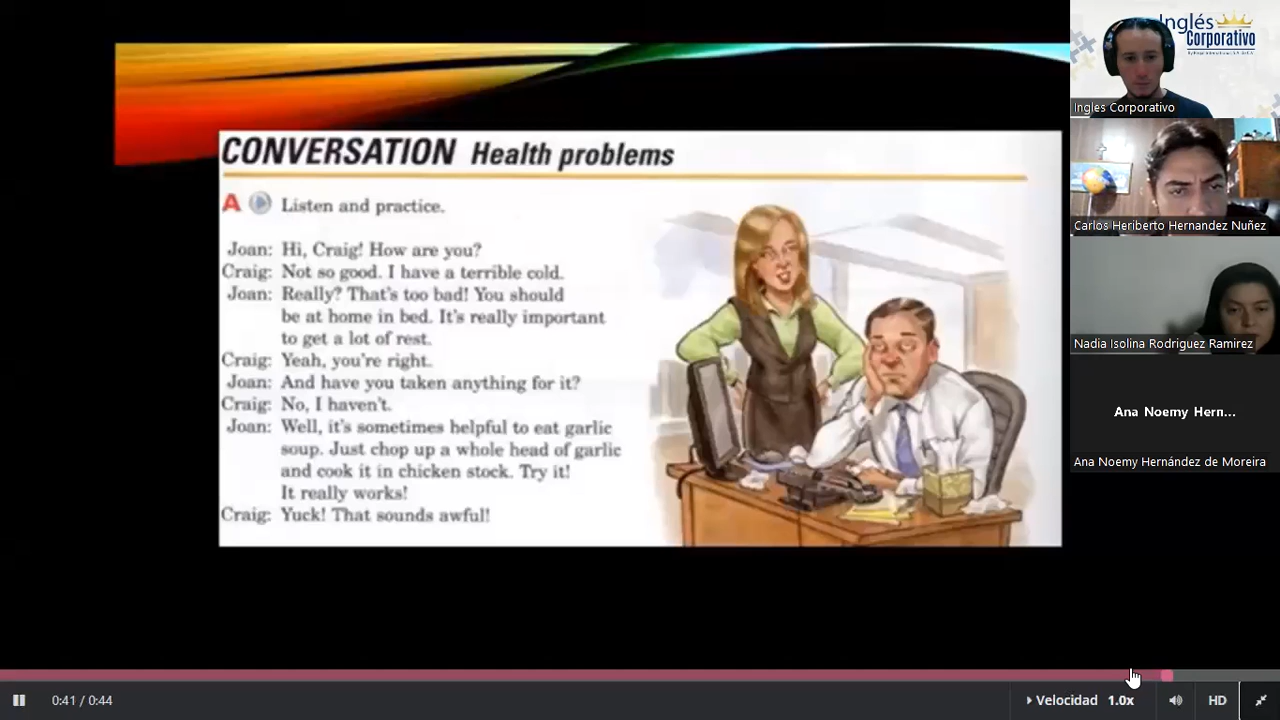 CONVERSATION Health problems
A Listen and practice.
Joan: Hi, Craig! How are you?
Craig: Not so good. I have a terrible cold.
Joan: Really? That's too bad! You should
be at home in bed. It's really important
to get a lot of rest.
Craig: Yeah, you're right.
Joan: And have you taken anything for it?
Craig: No, I haven't.
Joan: Well, it's sometimes helpful to eat garlic
soup. Just chop up a whole head of garlic
and cook it in chicken stock. Try it!
It really works!
Craig: Yuck! That sounds awful!
Inglés
Corporativo
Ingles Corporativo
Carlos Heriberto Hernandez Nuñez
Nadia Isolina Rodriguez Ramirez
Ana Noemy Hern...
Ana Noemy Hernández de Moreira
0:41 / 0:44
Velocidad 1.0x
HD